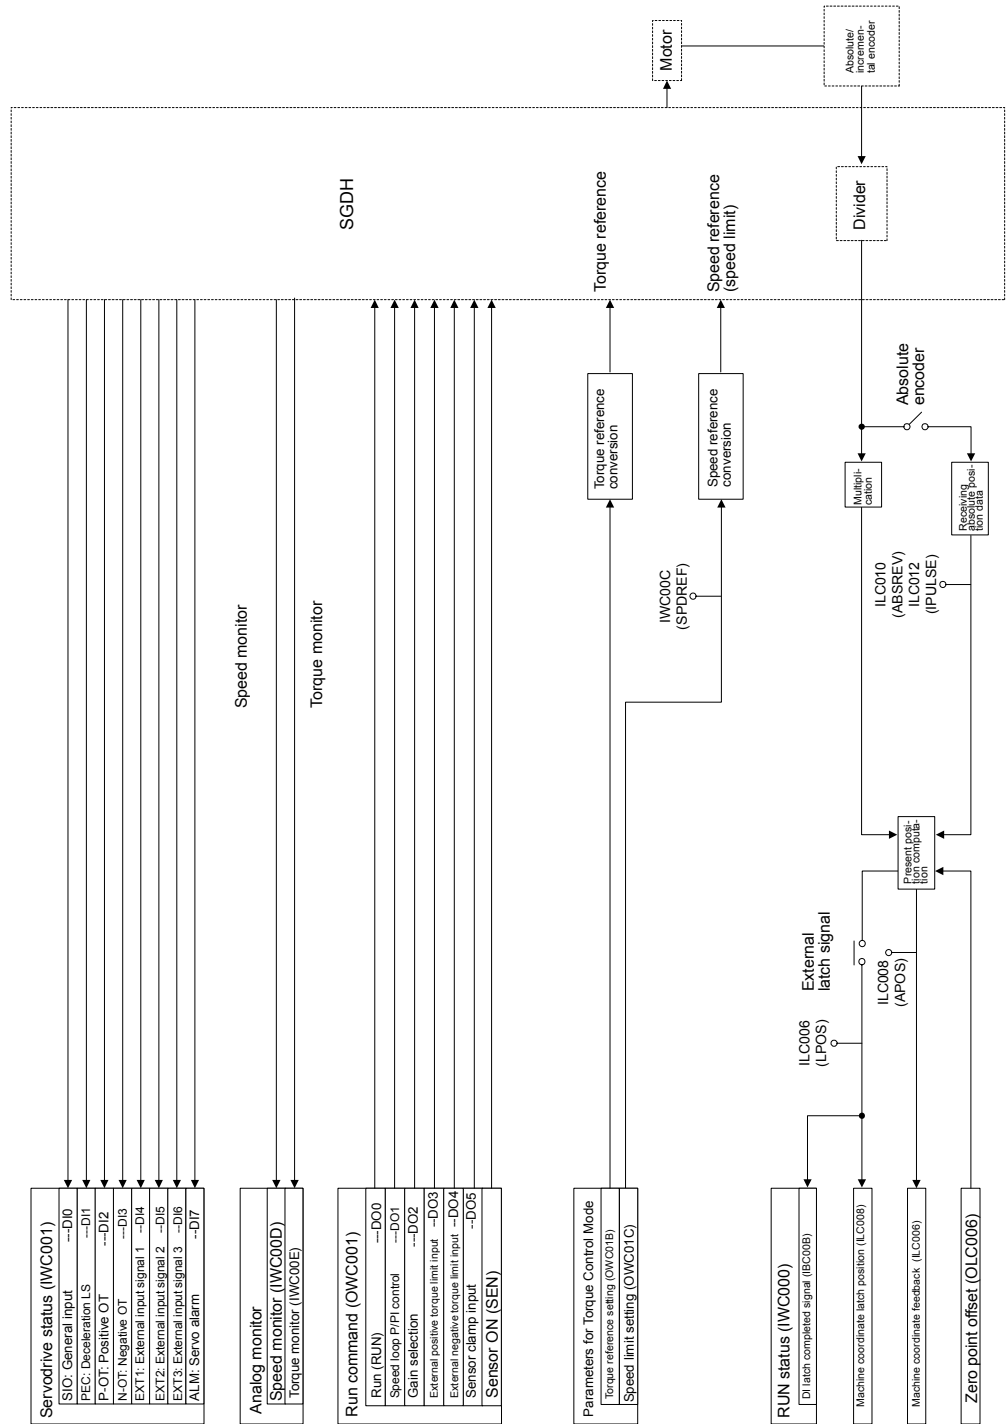 Servodrive status (IWC001)
SIO: General input ---DI0
PEC: Deceleration LS ---DI1
P-OT: Positive OT ---DI2
N-OT: Negative OT ---DI3
EXT1: External input signal 1 --DI4
EXT2: External input signal 2 --DI5
EXT3: External input signal 3 --DI6
ALM: Servo alarm --DI7
Analog monitor
Speed monitor (IWC00D)
Torque monitor (IWC00E)
Speed monitor
Torque monitor
Run command (OWC001)
Run (RUN) ---DO0
Speed loop P/PI control ---DO1
Gain selection ---DO2
External positive torque limit input --DO3
External negative torque limit input --DO4
Sensor clamp input --DO5
Sensor ON (SEN)
SGDH
Motor
Absolute/
incremen-
tal encoder
Parameters for Torque Control Mode
Torque reference setting (OWC01B)
Speed limit setting (OWC01C)
Torque reference
conversion
Torque reference
IWC00C
(SPDREF)
Speed reference
conversion
Speed reference
(speed limit)
Divider
Absolute
encoder
Multipli-
cation
Receiving
absolute posi-
tion data
ILC010
(ABSREV)
ILC012
(IPULSE)
Present posi-
tion computa-
tion
External
latch signal
ILC006
(LPOS)
ILC008
(APOS)
RUN status (IWC000)
DI latch completed signal (IBC00B)
Machine coordinate latch position (ILC008)
Machine coordinate feedback (ILC006)
Zero point offset (OLC006)